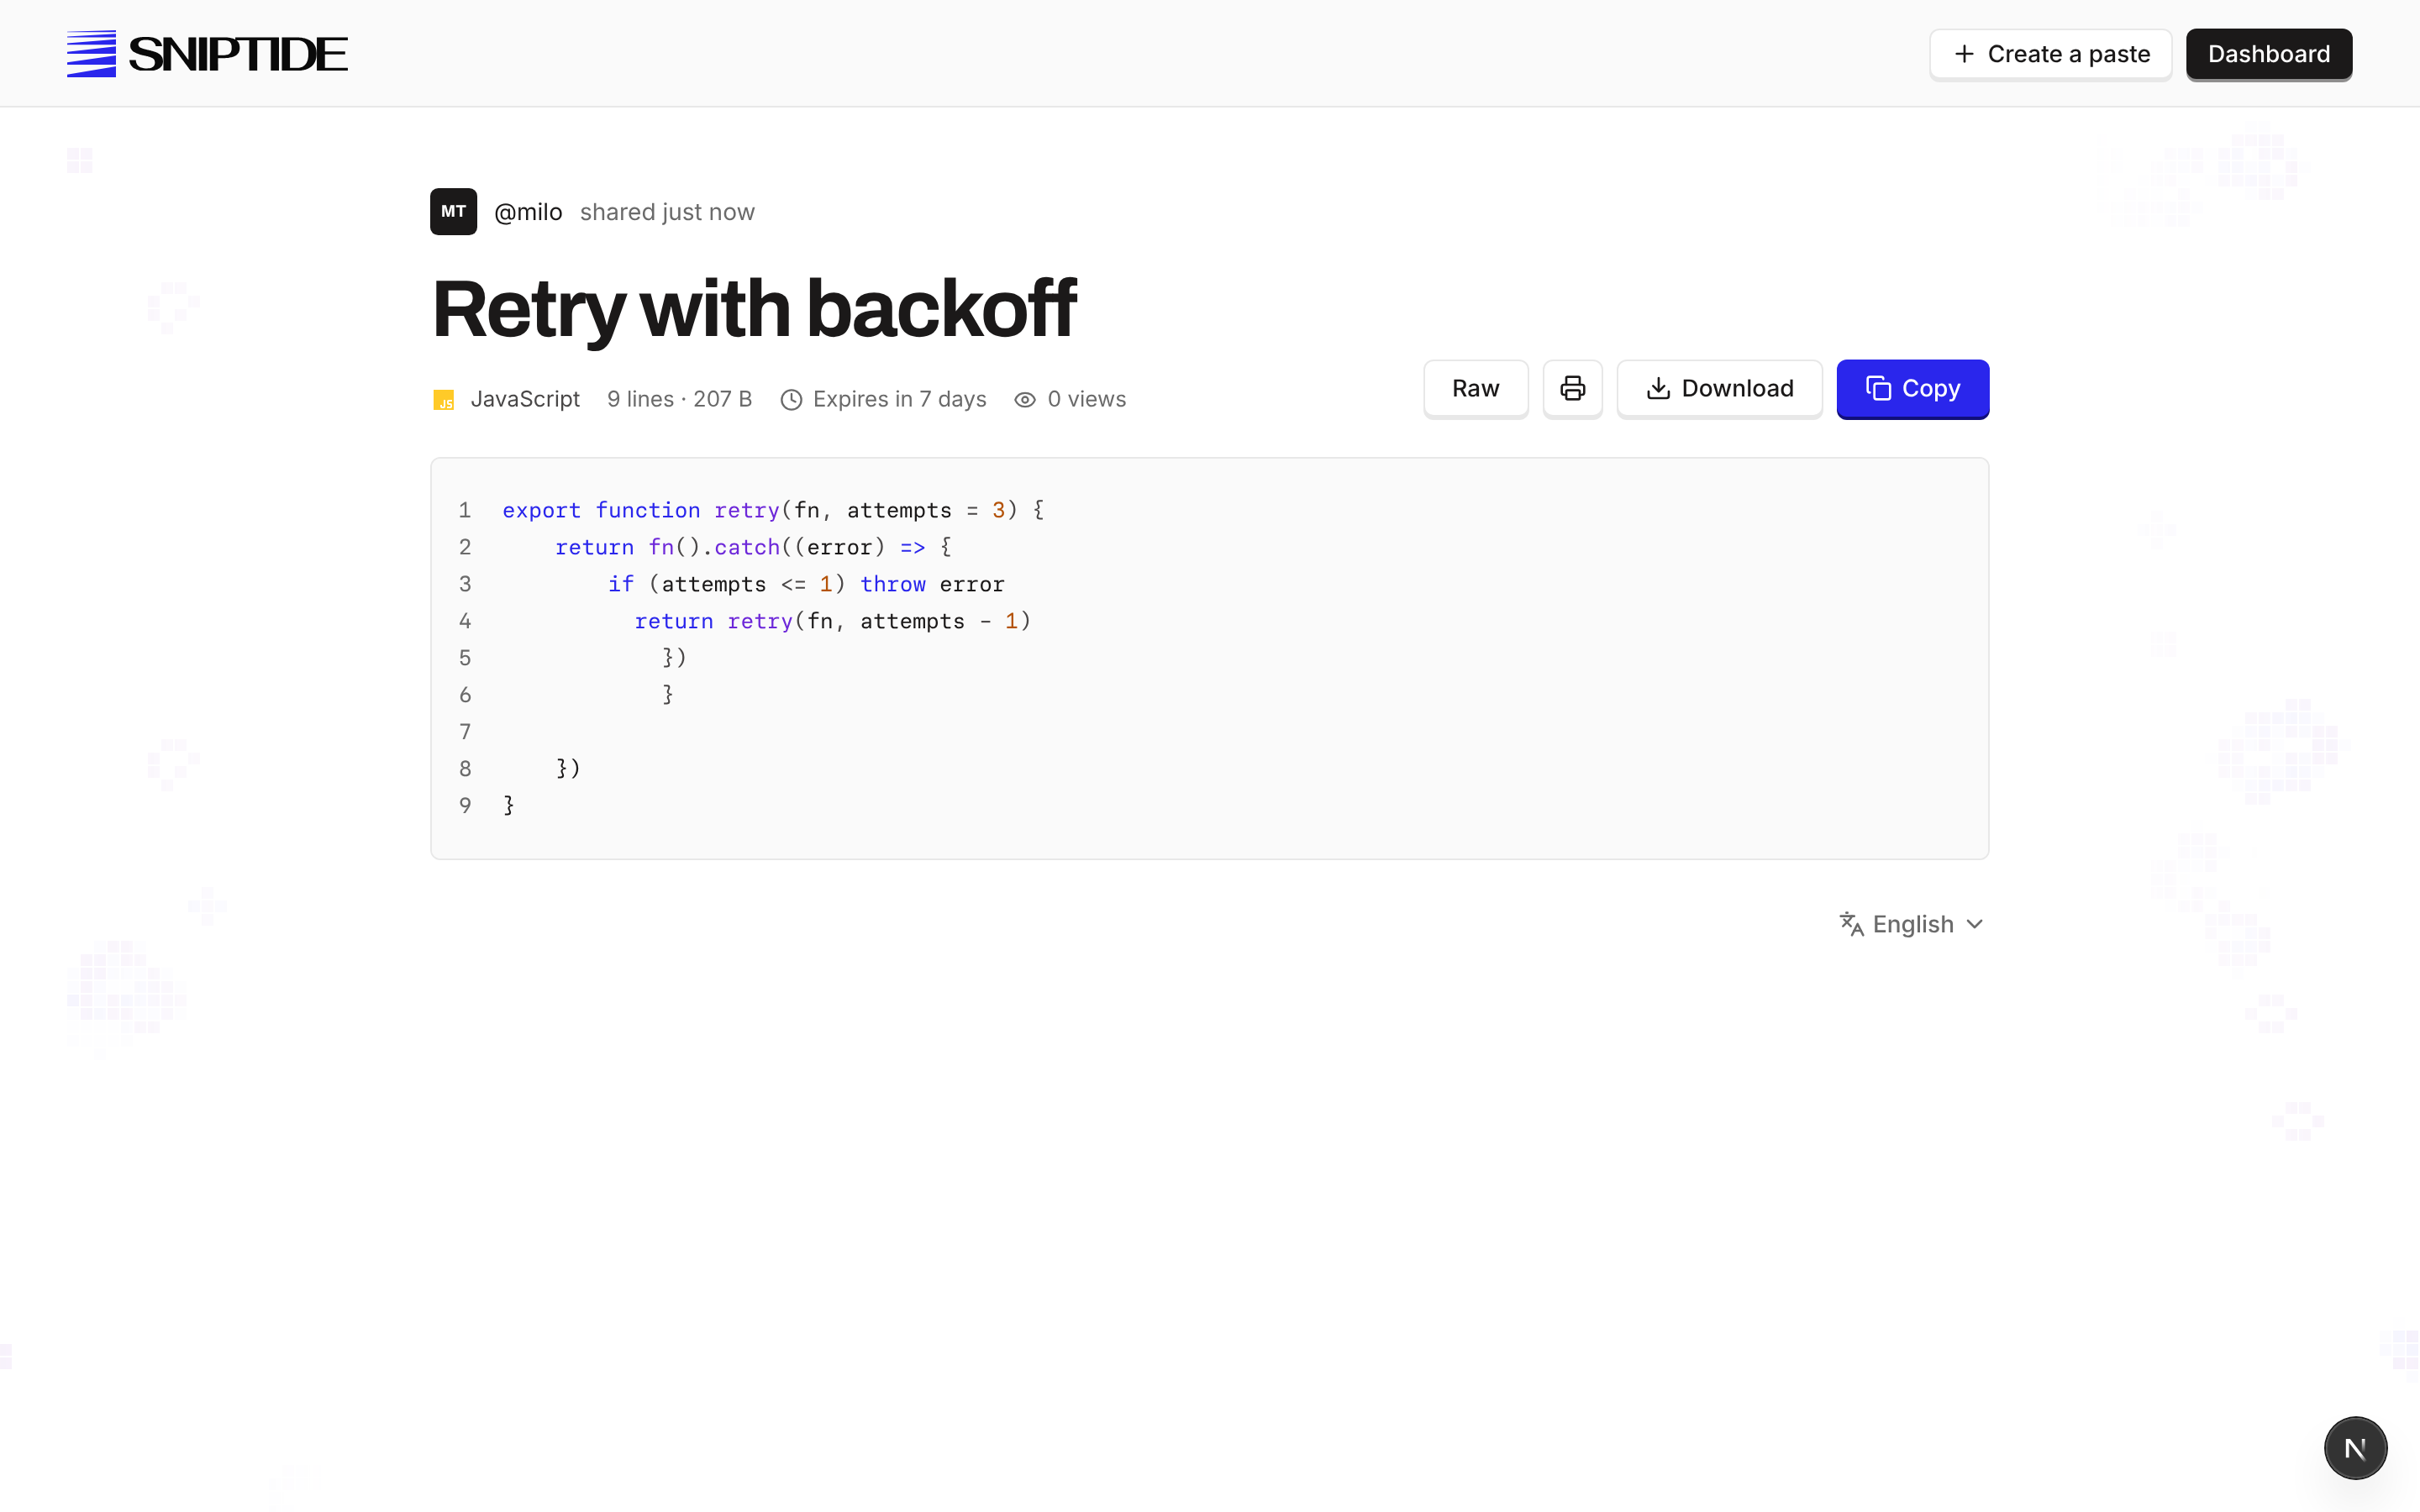 SNIPTIDE
Create a paste
Dashboard
MT
@milo shared just now
Retry with backoff
JS JavaScript 9 lines · 207 B Expires in 7 days 0 views
Raw
Download
Copy
1 export function retry(fn, attempts = 3) {
2     return fn().catch((error) => {
3         if (attempts <= 1) throw error
4           return retry(fn, attempts - 1)
5             })
6             }
7
8     })
9 }
English
N